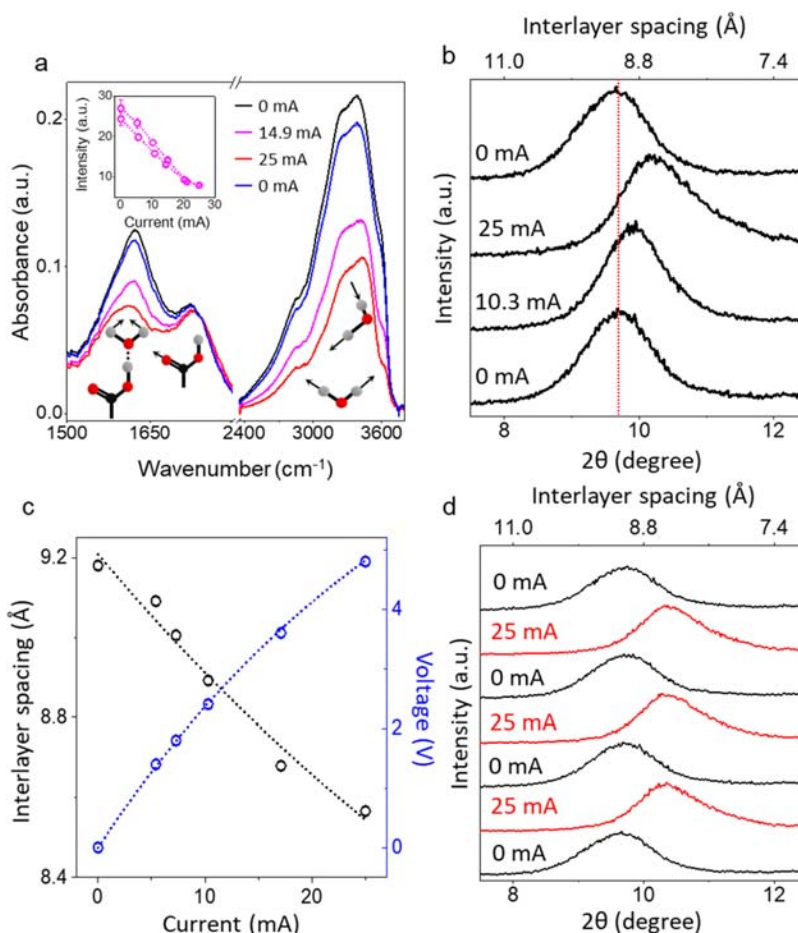 a
Absorbance (a.u.)
0.2
0.1
0.0
1500
1650
2400
3000
3600
Wavenumber (cm⁻¹)
Intensity (a.u.)
30
20
10
0
10
20
30
Current (mA)
0 mA
14.9 mA
25 mA
0 mA
b
Interlayer spacing (Å)
11.0
8.8
7.4
Intensity (a.u.)
0 mA
25 mA
10.3 mA
0 mA
8
10
12
2θ (degree)
c
Interlayer spacing (Å)
9.2
8.8
8.4
0
10
20
Current (mA)
4
2
0
Voltage (V)
d
Interlayer spacing (Å)
11.0
8.8
7.4
Intensity (a.u.)
0 mA
25 mA
0 mA
25 mA
0 mA
25 mA
0 mA
8
10
12
2θ (degree)